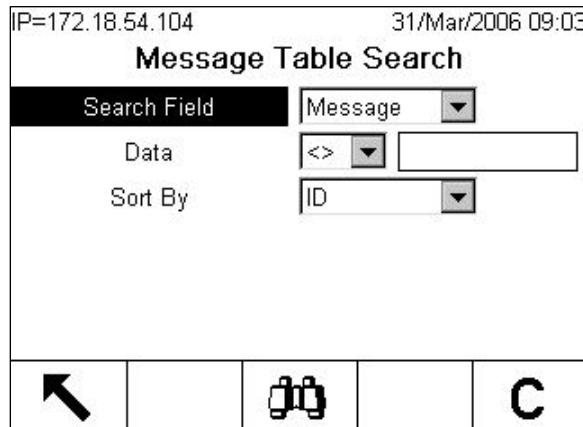 IP=172.18.54.104 31/Mar/2006 09:03
Message Table Search
Search Field Message
Data <>
Sort By ID
C